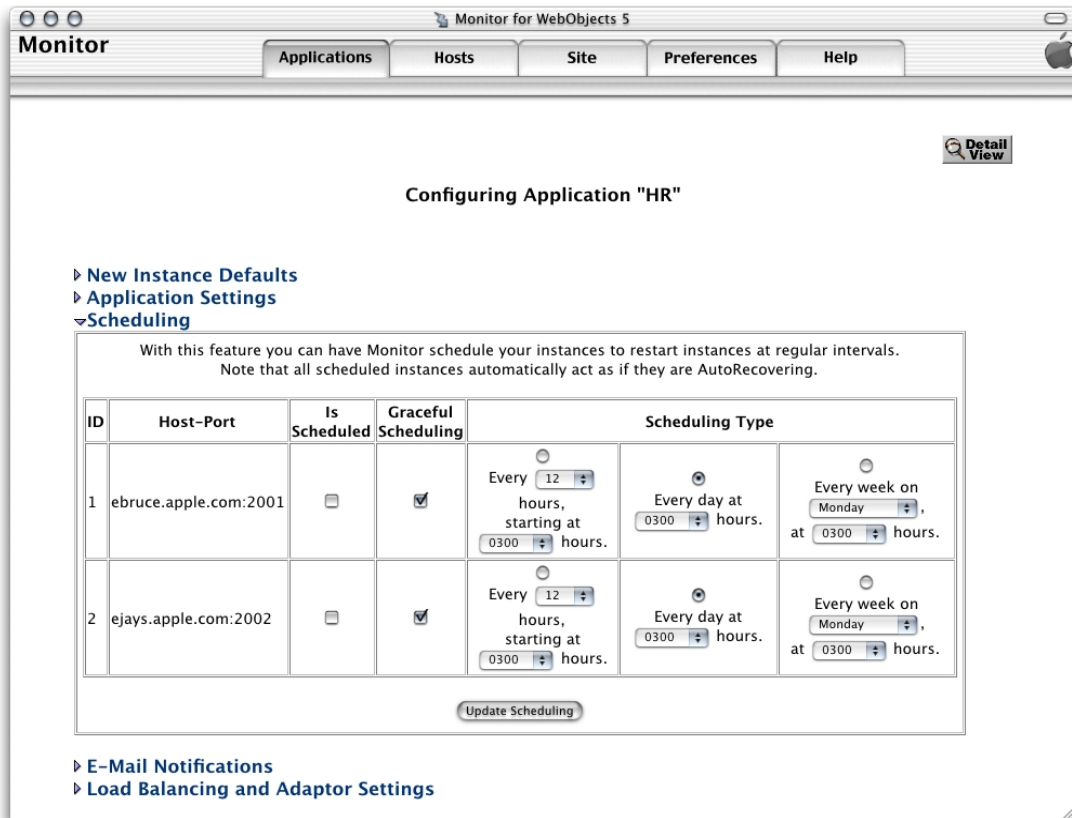 Monitor for WebObjects 5
Monitor
Applications
Hosts
Site
Preferences
Help
Detail
View
Configuring Application "HR"
New Instance Defaults
Application Settings
Scheduling
With this feature you can have Monitor schedule your instances to restart instances at regular intervals.
Note that all scheduled instances automatically act as if they are AutoRecovering.
ID
Host-Port
Is
Scheduled
Graceful
Scheduling
Scheduling Type
1
ebruce.apple.com:2001
Every 12
hours,
starting at
0300 hours.
Every day at
0300 hours.
Every week on
Monday ,
at 0300 hours.
2
ejays.apple.com:2002
Every 12
hours,
starting at
0300 hours.
Every day at
0300 hours.
Every week on
Monday ,
at 0300 hours.
Update Scheduling
E-Mail Notifications
Load Balancing and Adaptor Settings